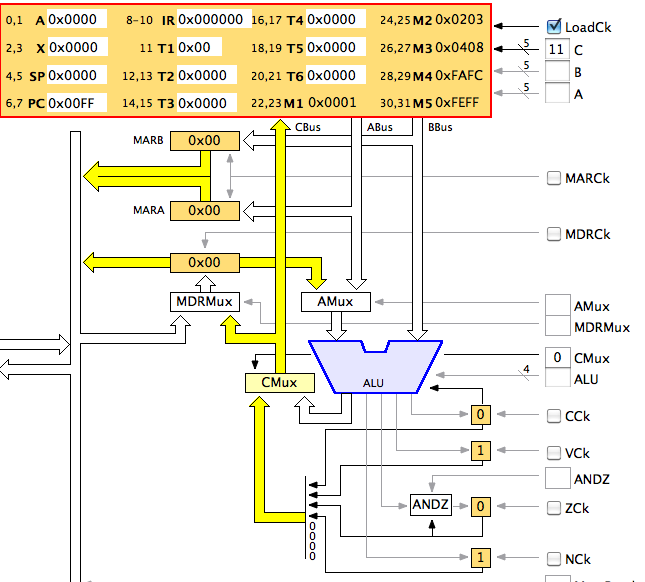 0,1 A 0x0000 8-10 IR 0x000000 16,17 T4 0x0000 24,25 M2 0x0203
2,3 X 0x0000 11 T1 0x00 18,19 T5 0x0000 26,27 M3 0x0408
4,5 SP 0x0000 12,13 T2 0x0000 20,21 T6 0x0000 28,29 M4 0xFAFC
6,7 PC 0x00FF 14,15 T3 0x0000 22,23 M1 0x0001 30,31 M5 0xFEFF
LoadCk
5 11 C
5 B
5 A
CBus ABus BBus
MARB 0x00
MARCk
MARA 0x00
MDRCk
0x00
MDRMux AMux
AMux
MDRMux
0 CMux
CMux ALU 4 ALU
0 CCk
1 VCk
ANDZ
ANDZ 0 ZCk
0
0
0
0
1 NCk